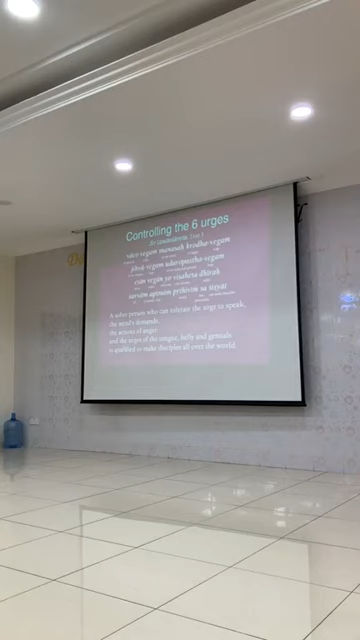 Controlling the 6 urges
vāco vegaṁ manasaḥ krodha-vegaṁ
jihvā-vegam udaropastha-vegam
etān vegān yo viṣaheta dhīraḥ
sarvām apīmāṁ pṛthivīṁ sa śiṣyāt
A sober person who can tolerate the urge to speak,
the mind's demands,
the actions of anger
and the urges of the tongue, belly and genitals
is qualified to make disciples all over the world.